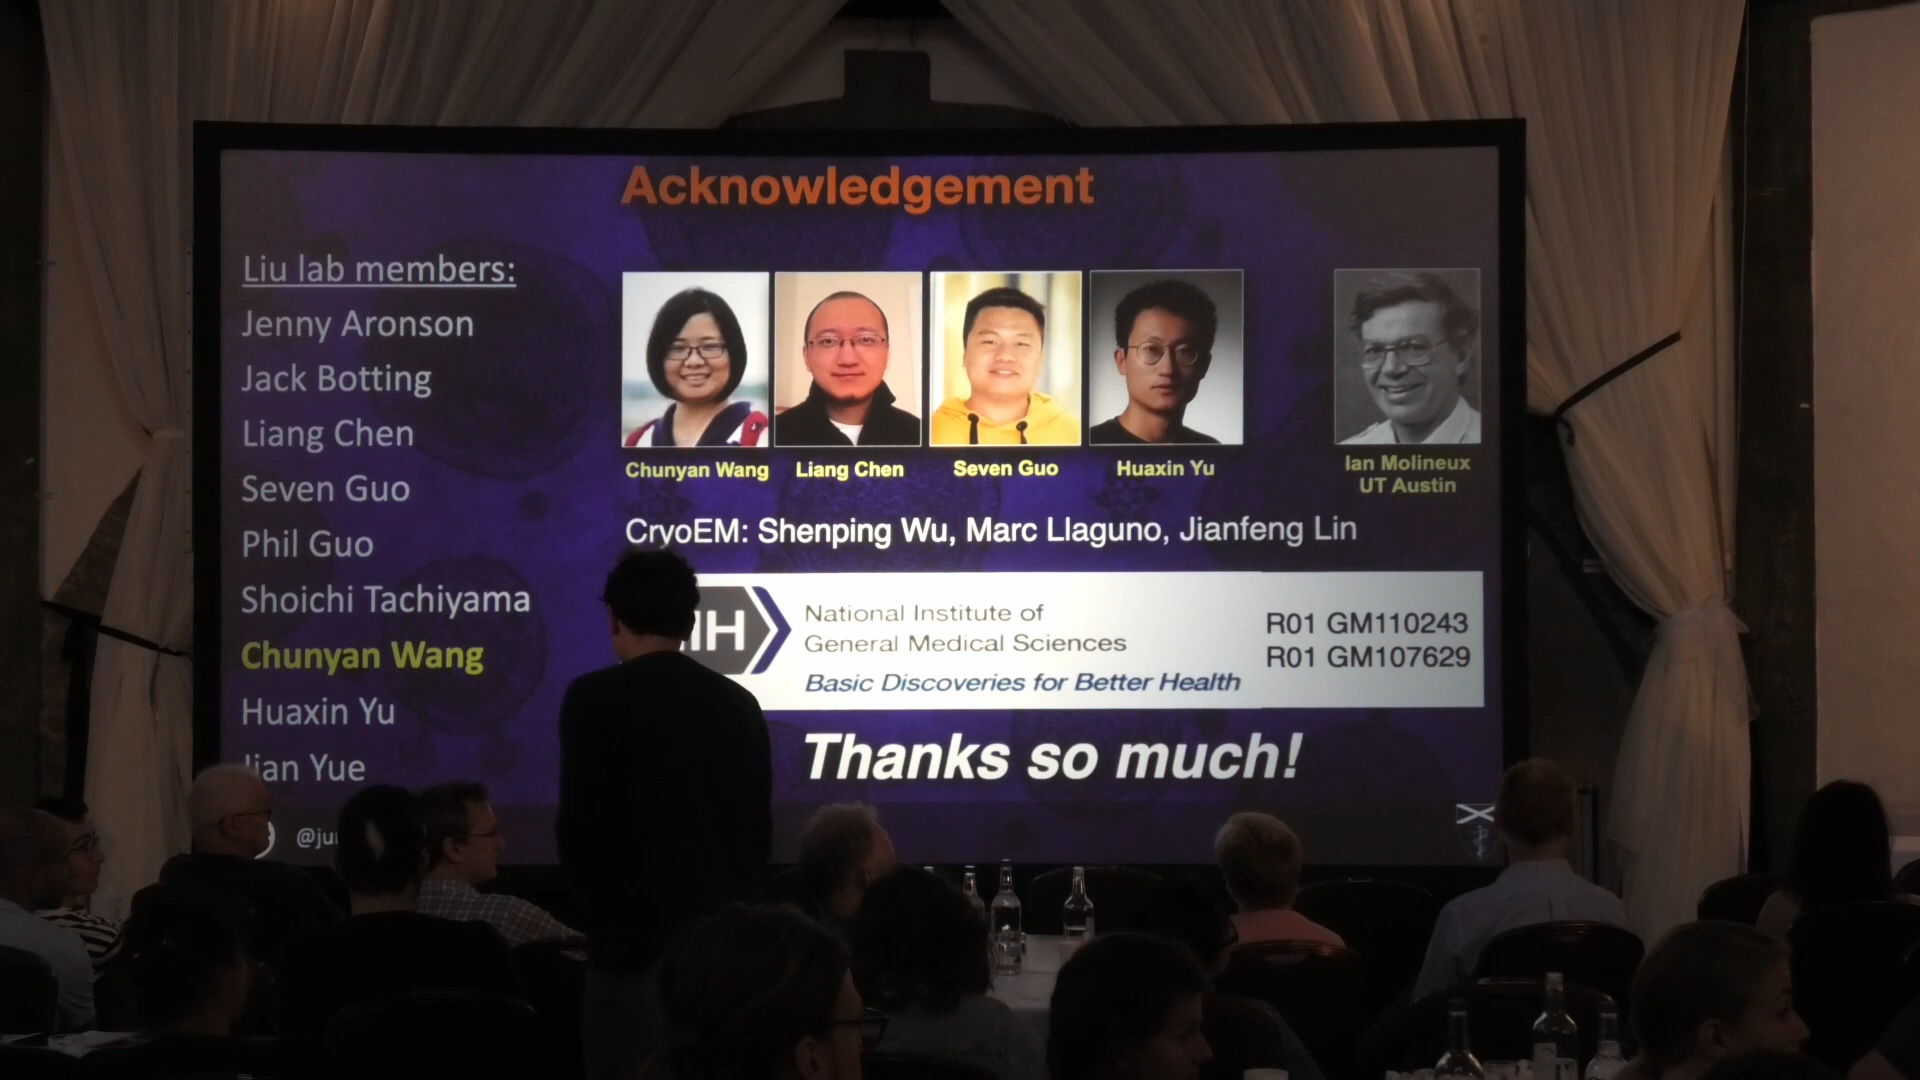 Acknowledgement
Liu lab members:
Jenny Aronson
Jack Botting
Liang Chen
Seven Guo
Phil Guo
Shoichi Tachiyama
Chunyan Wang
Huaxin Yu
Jian Yue
Chunyan Wang
Liang Chen
Seven Guo
Huaxin Yu
Ian Molineux
UT Austin
CryoEM: Shenping Wu, Marc Llaguno, Jianfeng Lin
National Institute of
General Medical Sciences
Basic Discoveries for Better Health
R01 GM110243
R01 GM107629
Thanks so much!